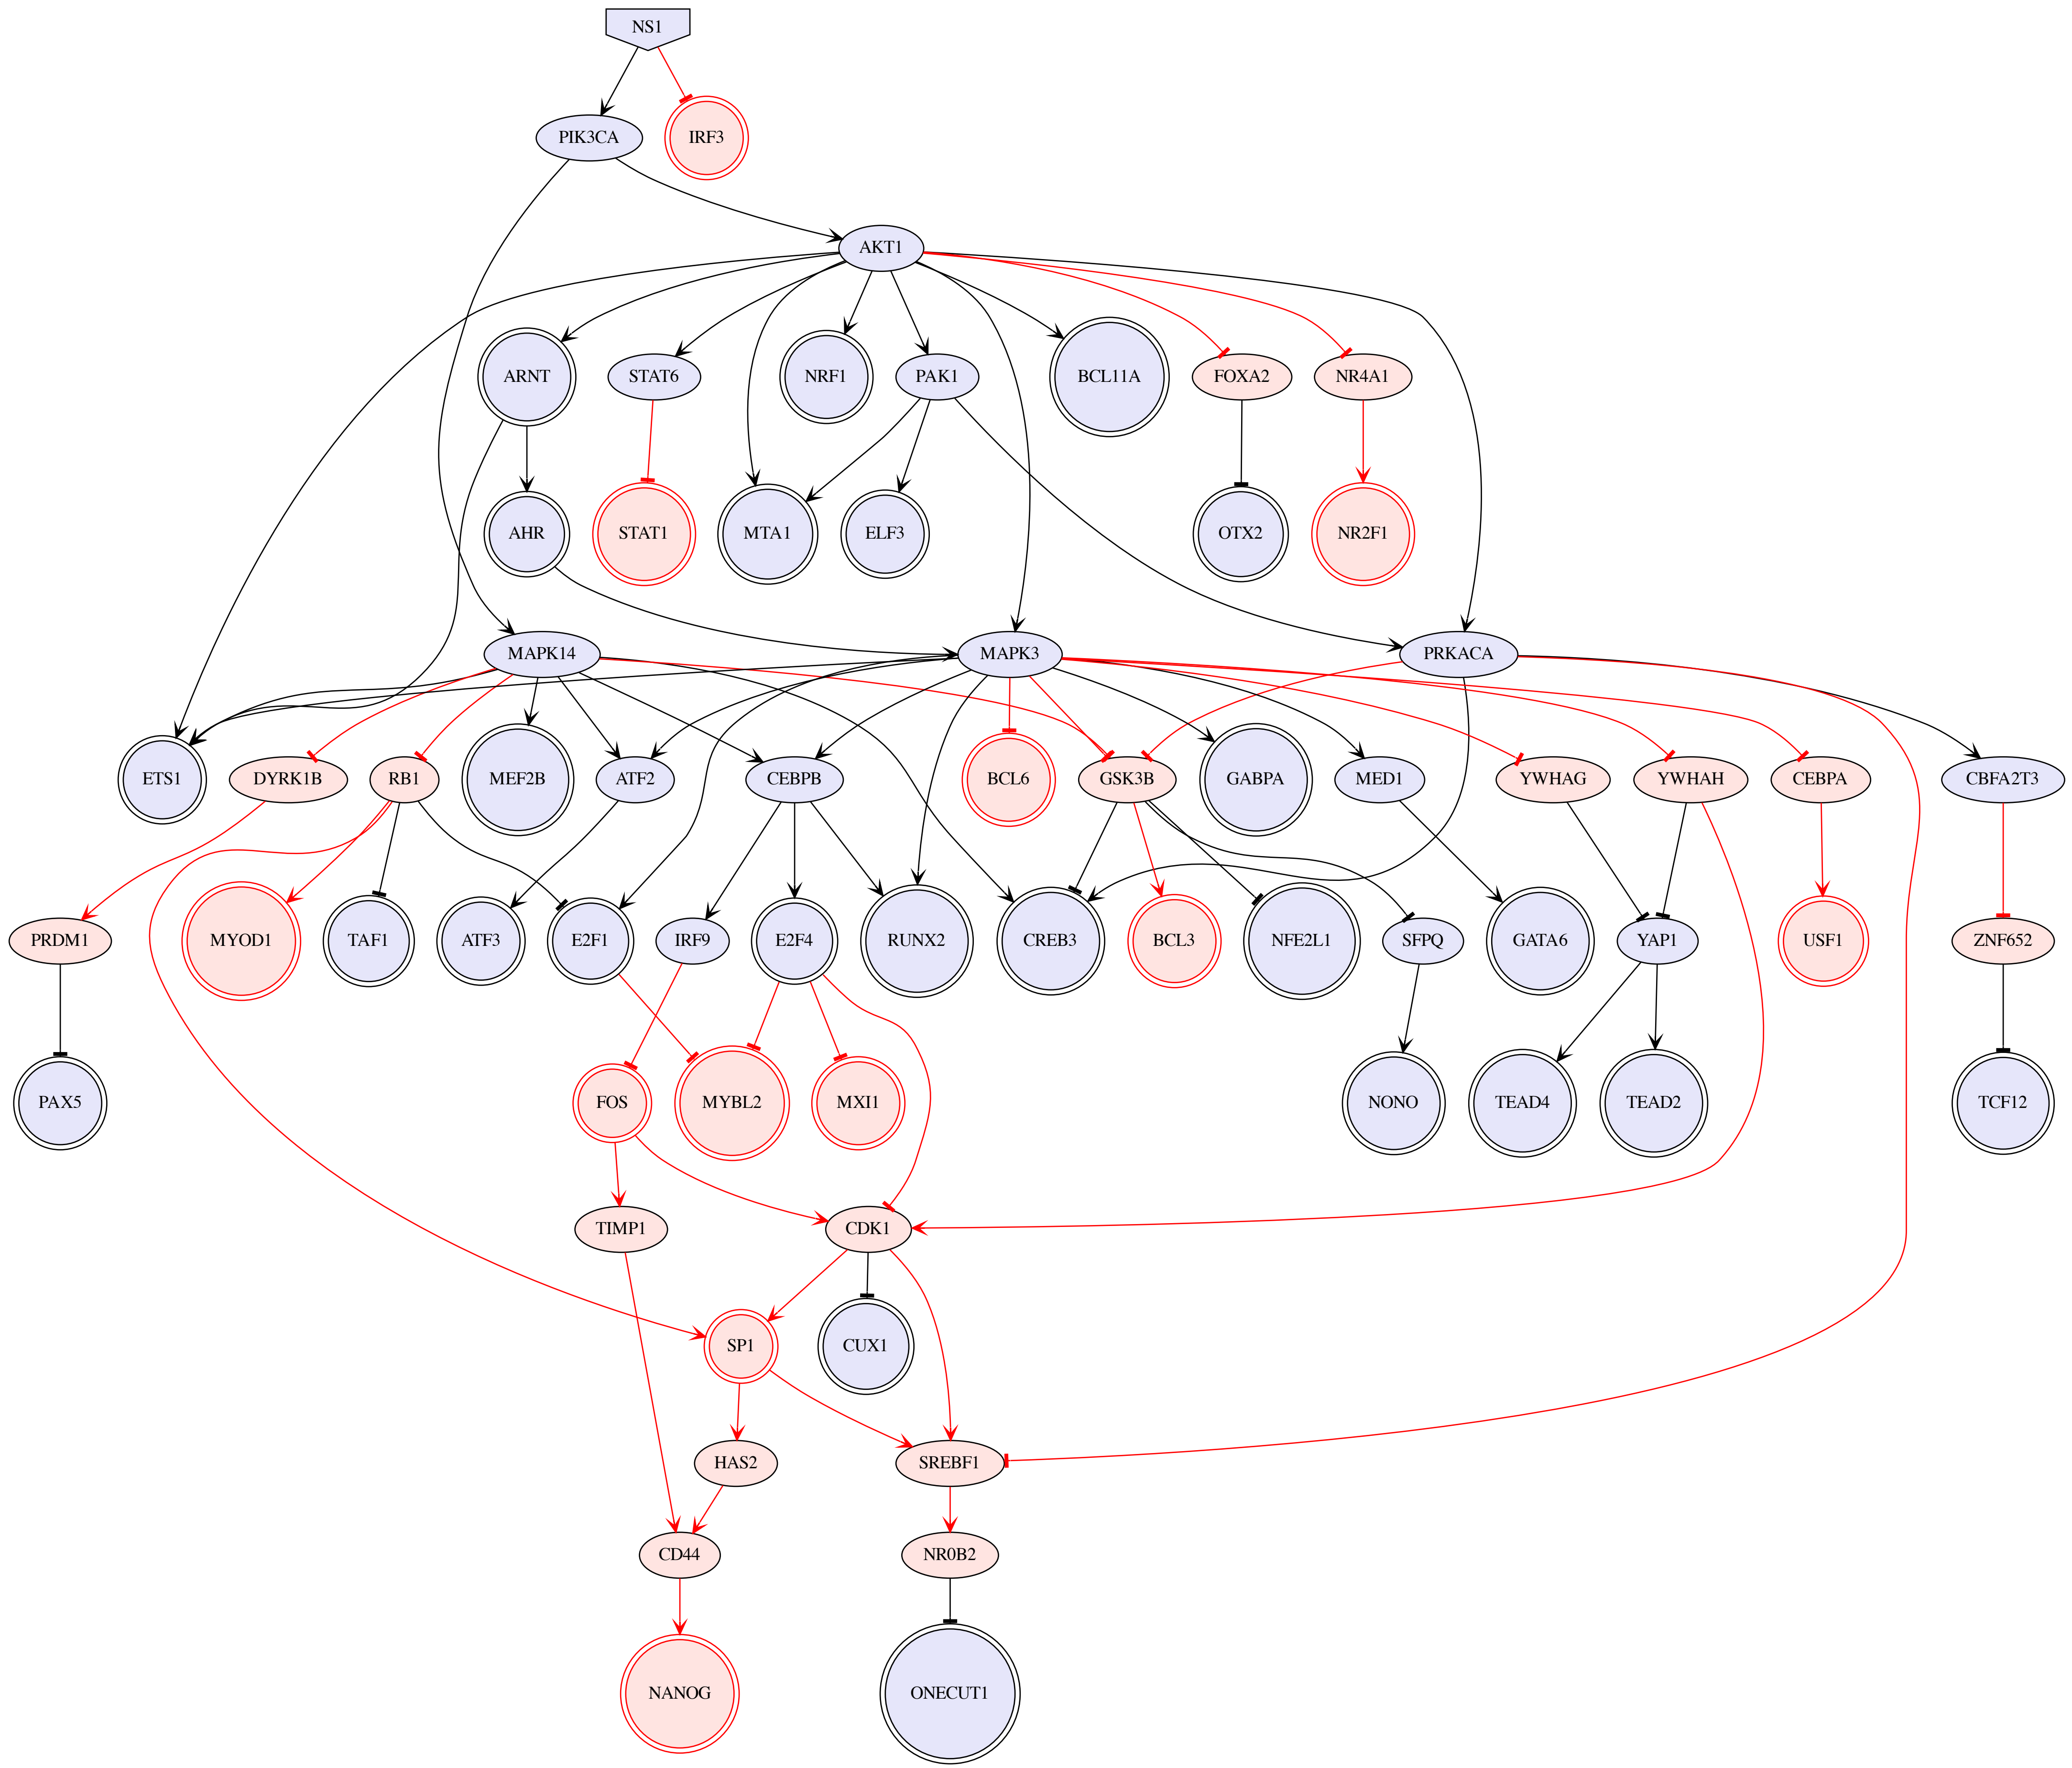 NS1
PIK3CA
IRF3
AKT1
ARNT
STAT6
NRF1
PAK1
BCL11A
FOXA2
NR4A1
AHR
STAT1
MTA1
ELF3
OTX2
NR2F1
MAPK14
MAPK3
PRKACA
ETS1
DYRK1B
RB1
MEF2B
ATF2
CEBPB
BCL6
GSK3B
GABPA
MED1
YWHAG
YWHAH
CEBPA
CBFA2T3
PRDM1
MYOD1
TAF1
ATF3
E2F1
IRF9
E2F4
RUNX2
CREB3
BCL3
NFE2L1
SFPQ
GATA6
YAP1
USF1
ZNF652
PAX5
FOS
MYBL2
MXI1
NONO
TEAD4
TEAD2
TCF12
TIMP1
CDK1
SP1
CUX1
HAS2
SREBF1
CD44
NR0B2
NANOG
ONECUT1